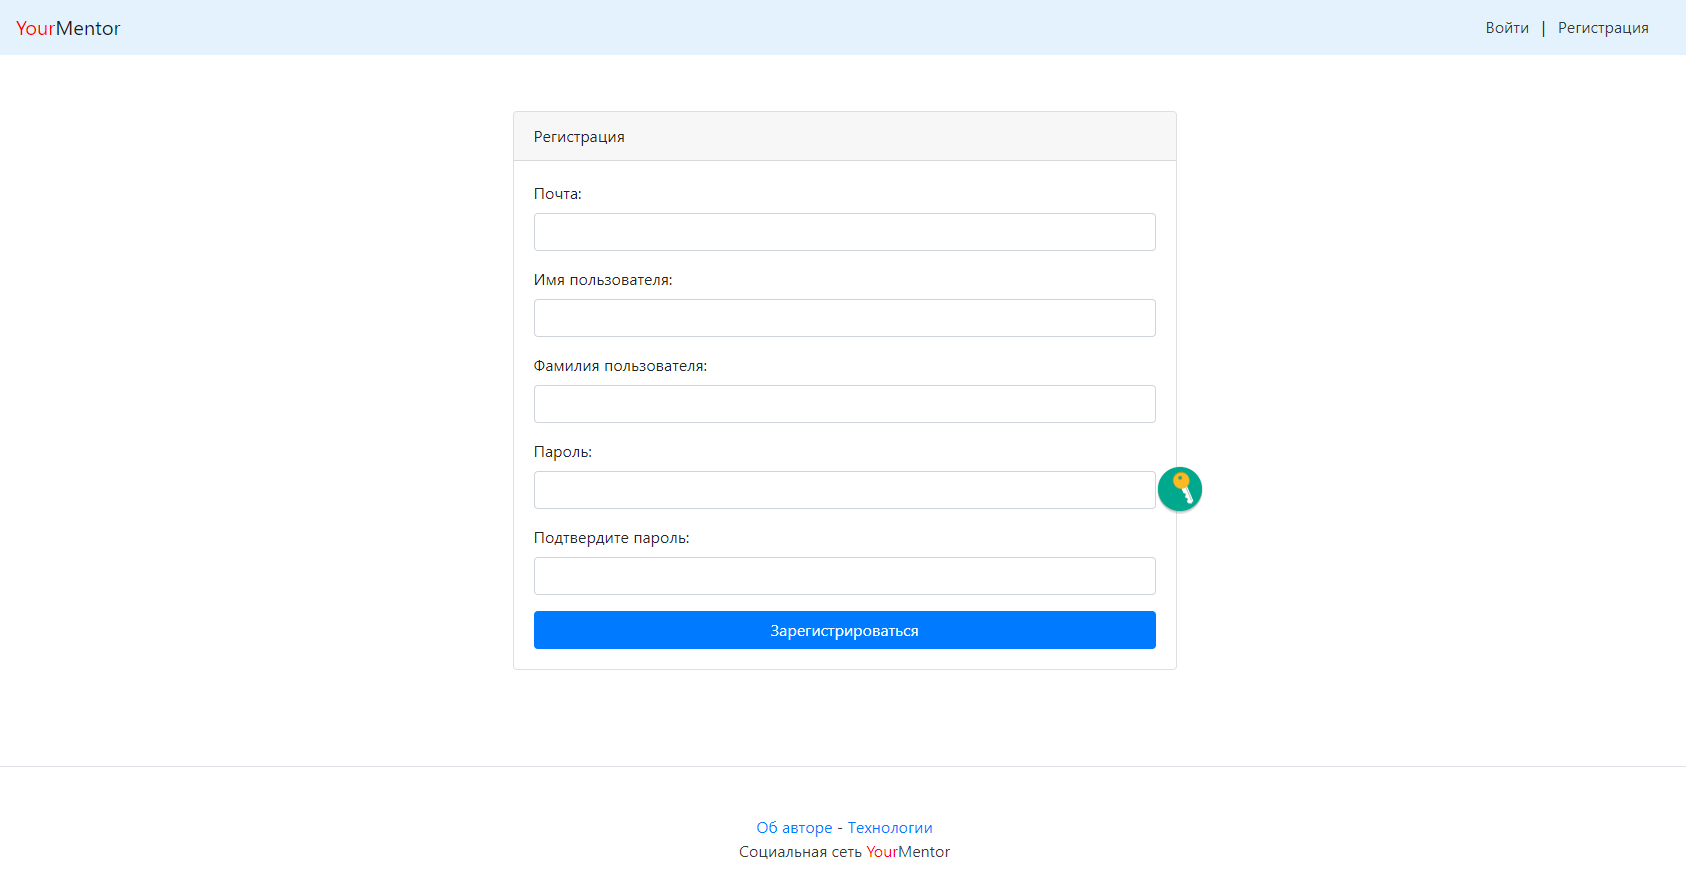 YourMentor
Войти | Регистрация
Регистрация
Почта:
Имя пользователя:
Фамилия пользователя:
Пароль:
Подтвердите пароль:
Зарегистрироваться
Об авторе - Технологии
Социальная сеть YourMentor